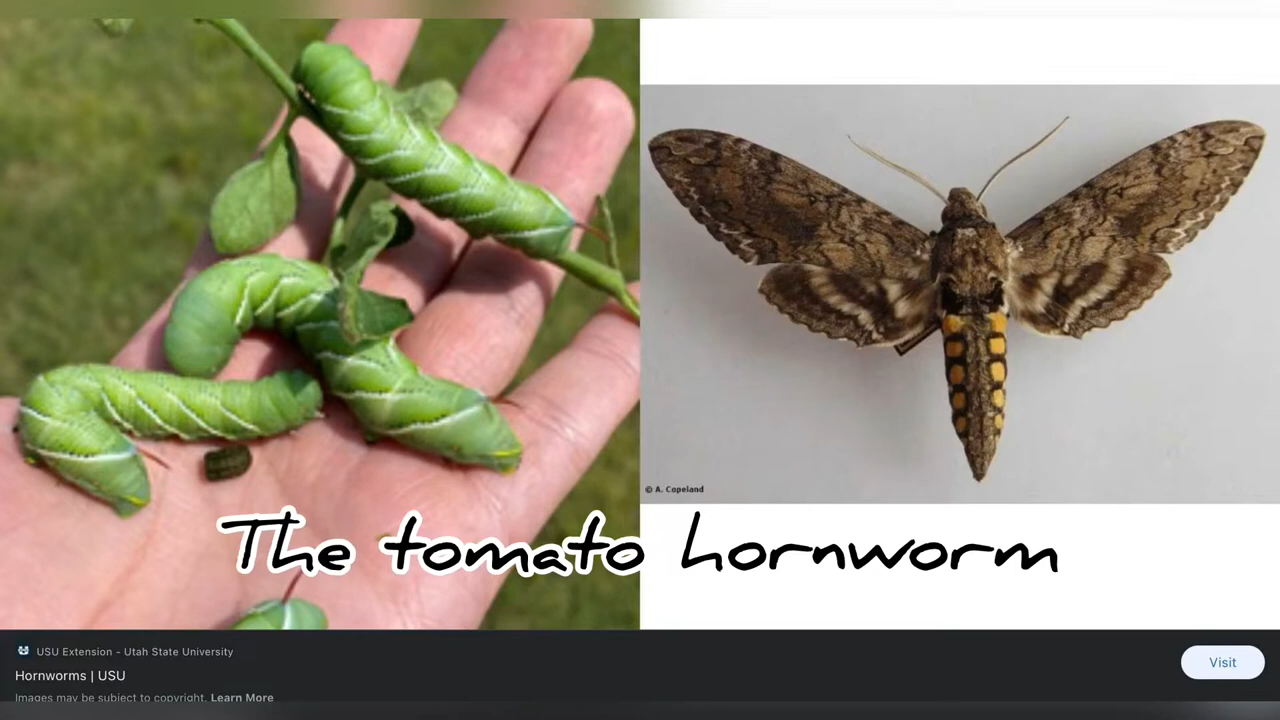 © A. Copeland
The tomato hornworm
USU Extension - Utah State University
Hornworms | USU
Visit
Images may be subject to copyright. Learn More